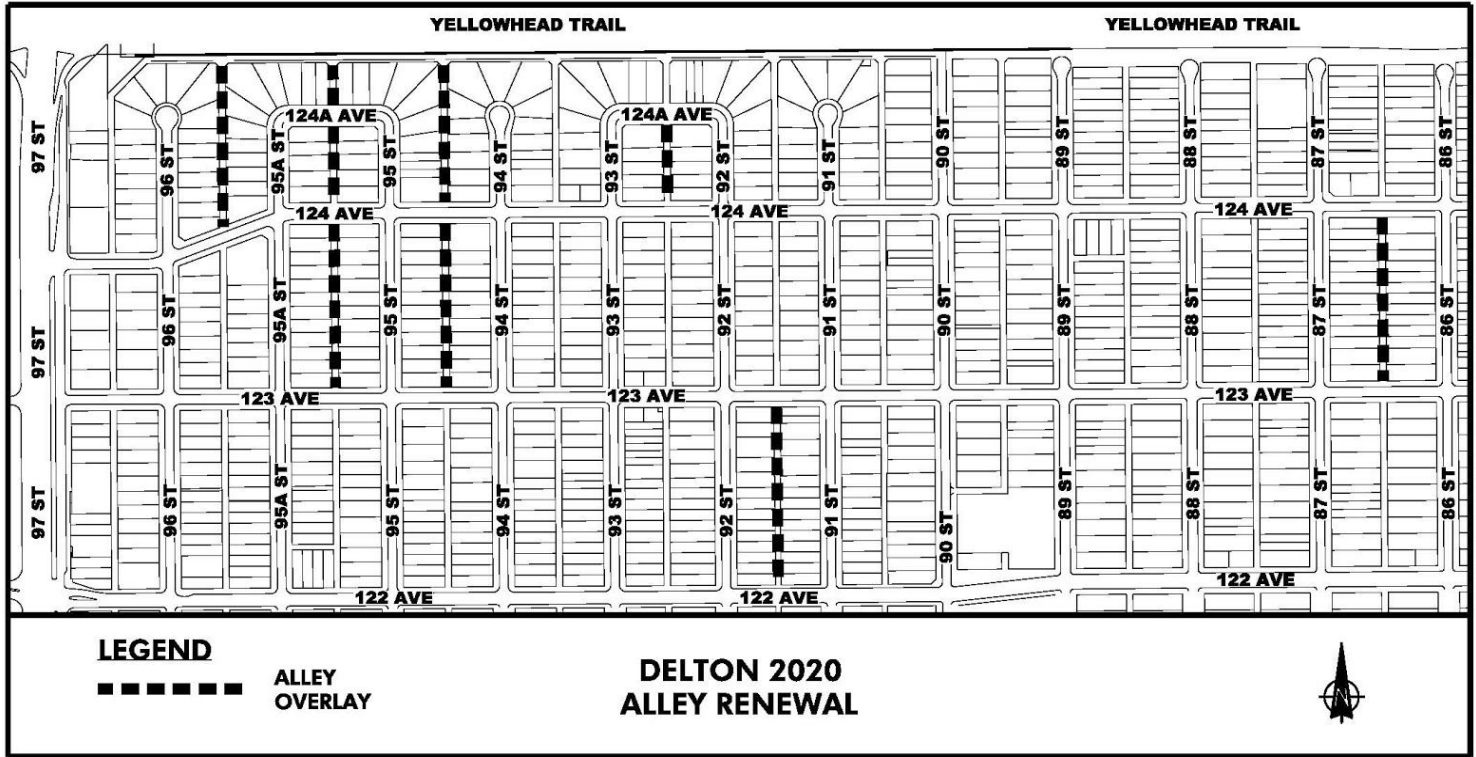 YELLOWHEAD TRAIL
YELLOWHEAD TRAIL
124A AVE
124A AVE
97 ST
96 ST
95A ST
95 ST
94 ST
93 ST
92 ST
91 ST
90 ST
89 ST
88 ST
87 ST
86 ST
124 AVE
124 AVE
124 AVE
97 ST
96 ST
95A ST
95 ST
94 ST
93 ST
92 ST
91 ST
90 ST
89 ST
88 ST
87 ST
86 ST
123 AVE
123 AVE
123 AVE
97 ST
96 ST
95A ST
95 ST
94 ST
93 ST
92 ST
91 ST
90 ST
89 ST
88 ST
87 ST
86 ST
122 AVE
122 AVE
122 AVE
LEGEND
ALLEY
OVERLAY
DELTON 2020
ALLEY RENEWAL
N